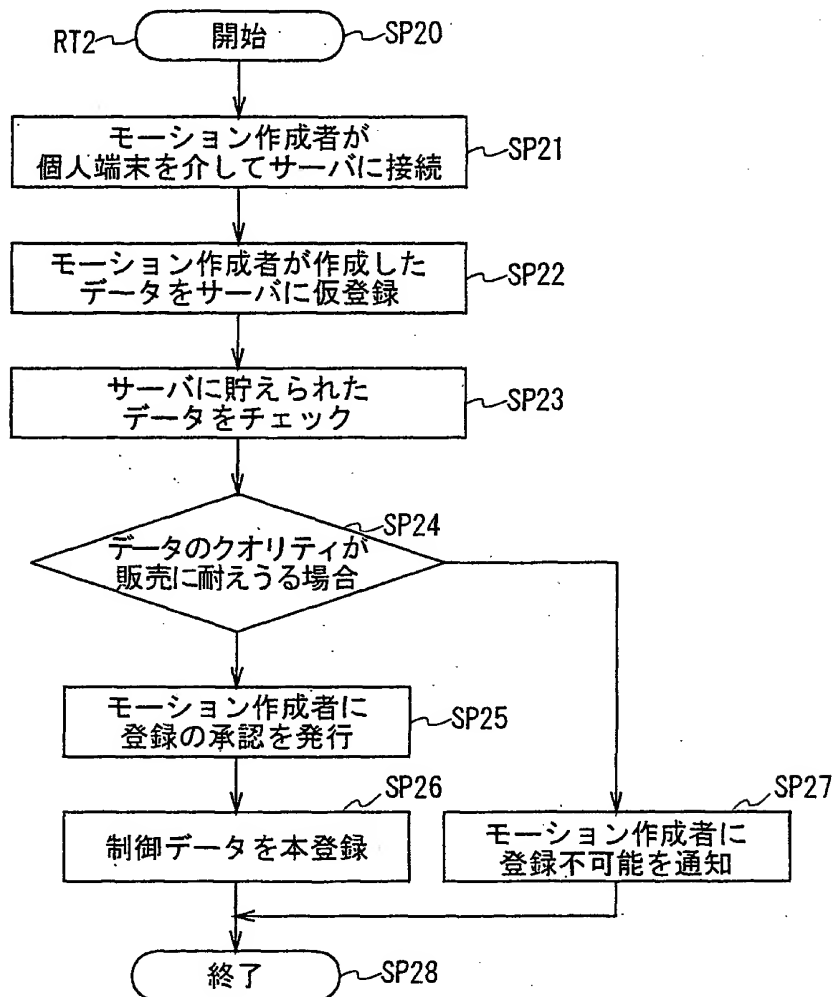 RT2
開始
SP20
モーション作成者が
個人端末を介してサーバに接続
SP21
モーション作成者が作成した
データをサーバに仮登録
SP22
サーバに貯えられた
データをチェック
SP23
SP24
データのクオリティが
販売に耐えうる場合
モーション作成者に
登録の承認を発行
SP25
SP26
制御データを本登録
SP27
モーション作成者に
登録不可能を通知
終了
SP28